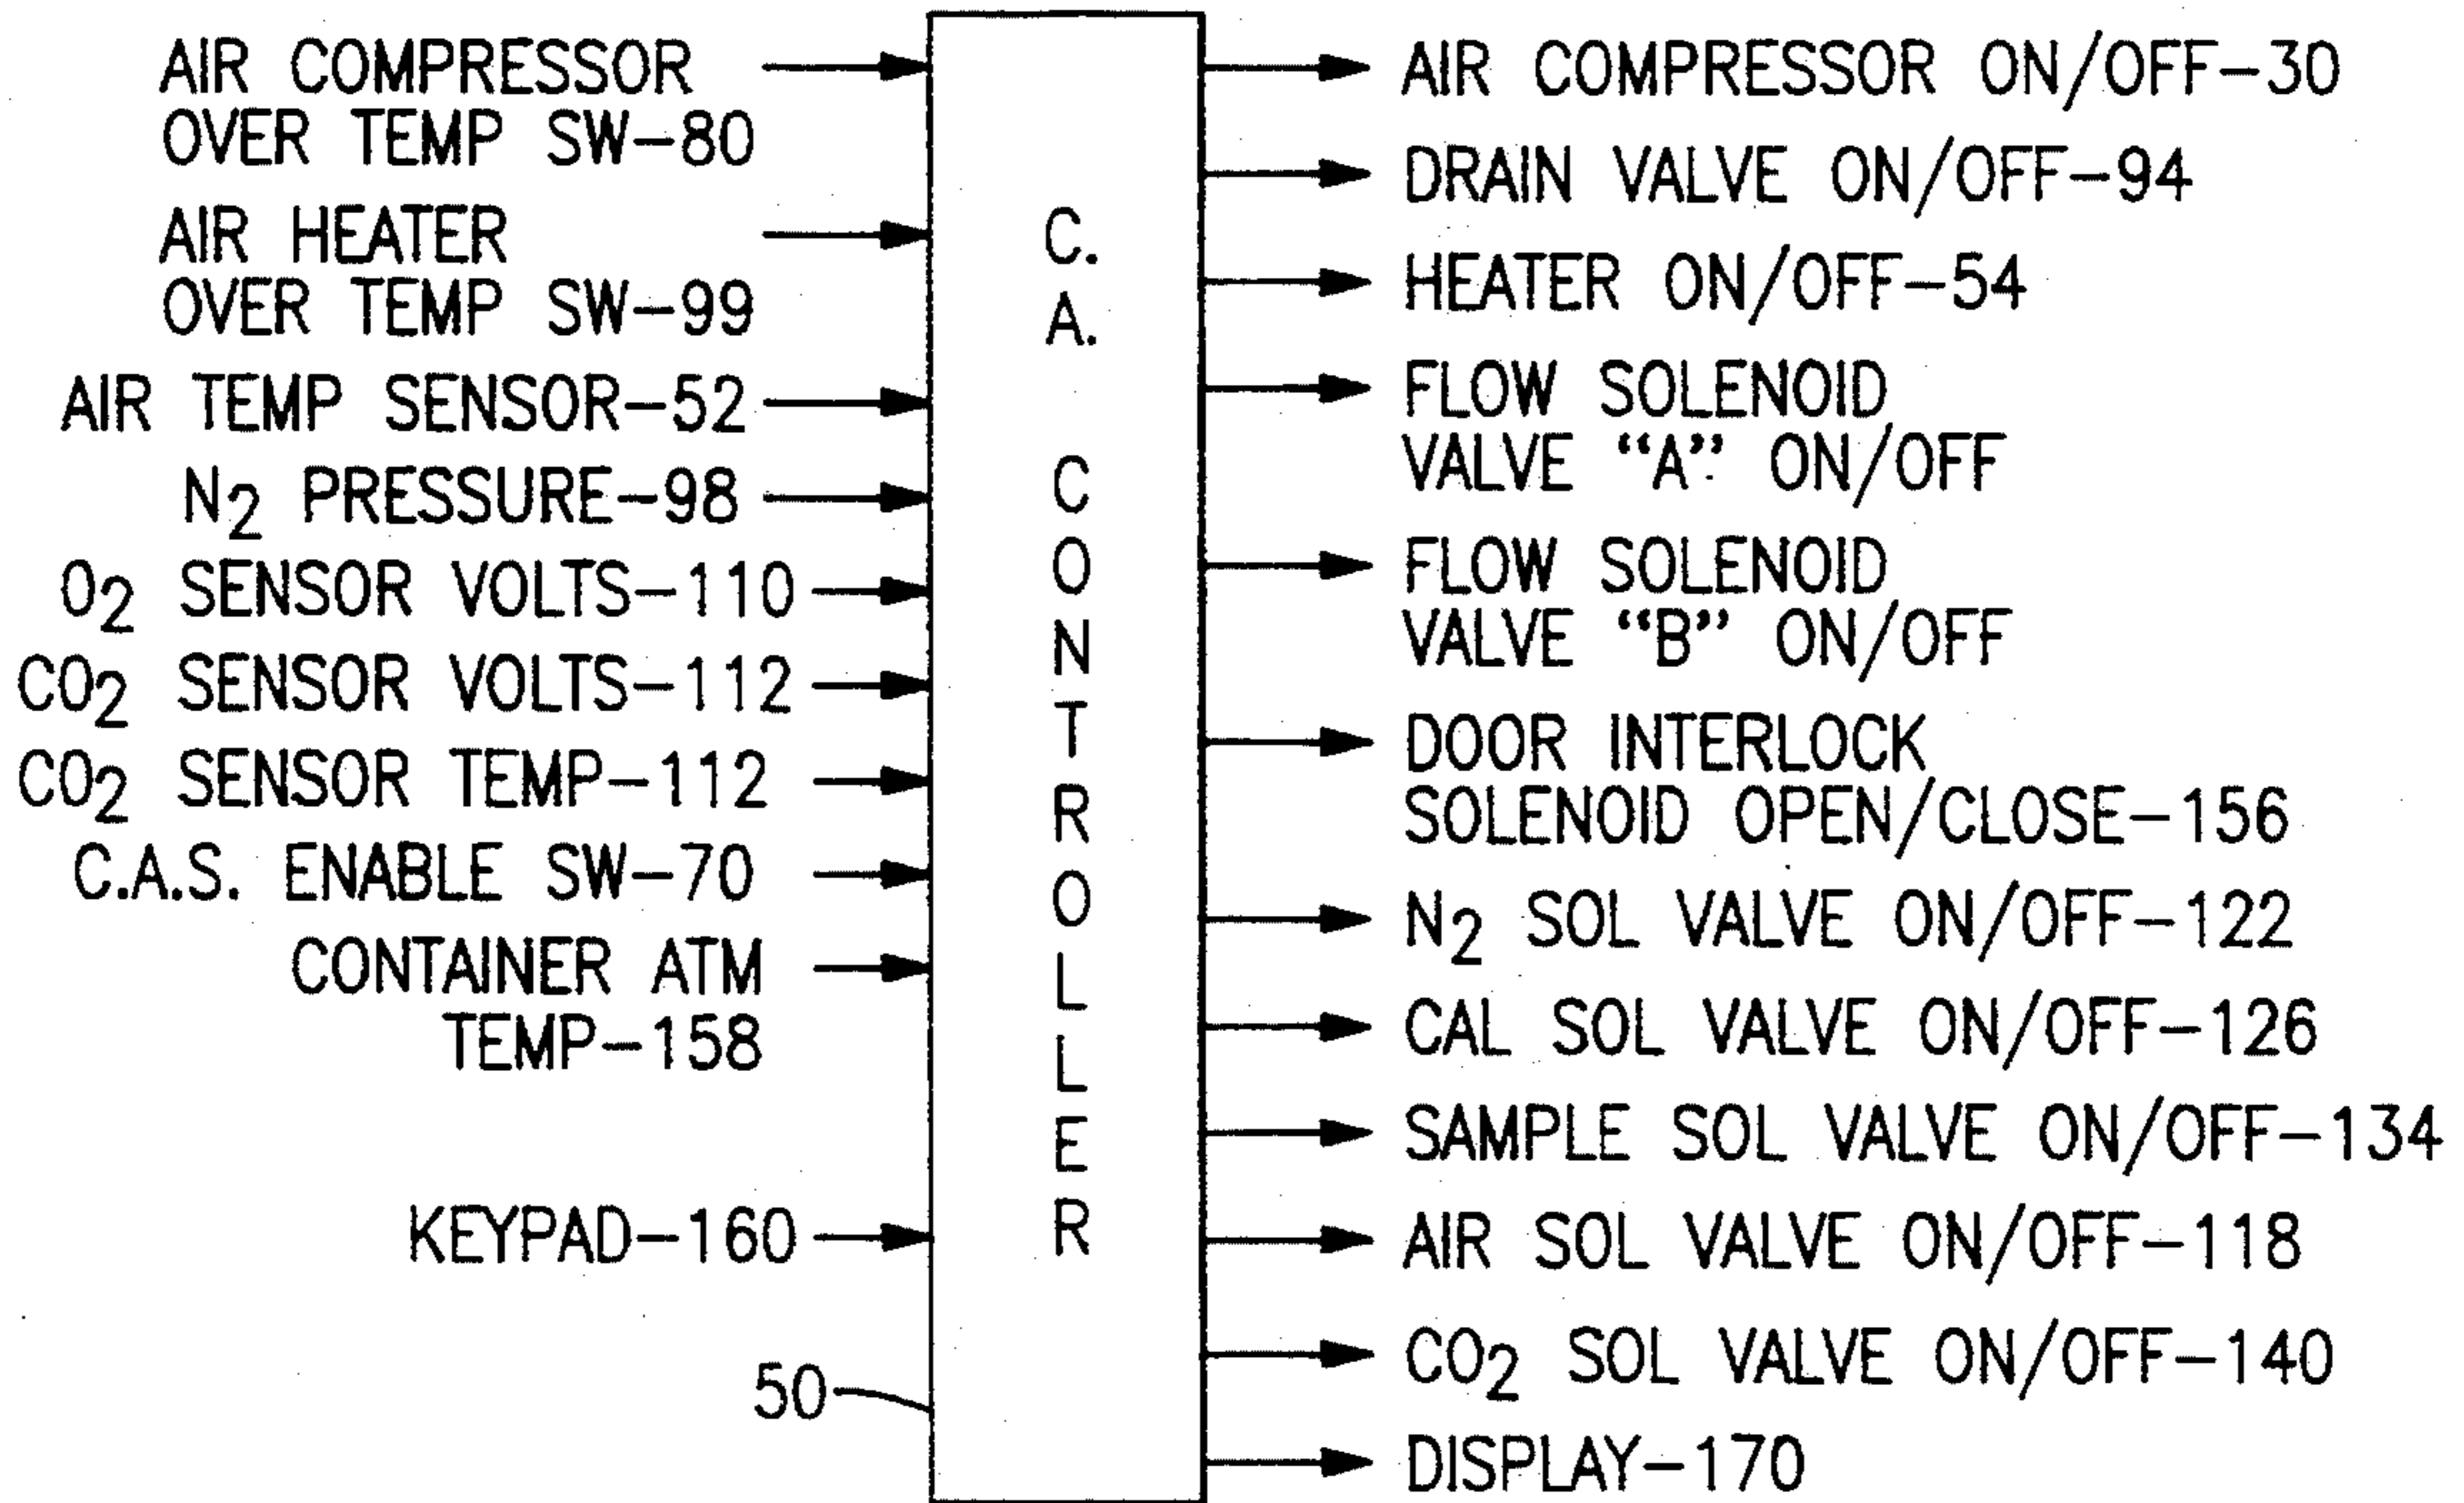 AIR COMPRESSOR
OVER TEMP SW-80
AIR HEATER
OVER TEMP SW-99
AIR TEMP SENSOR-52
N₂ PRESSURE-98
O₂ SENSOR VOLTS-110
CO₂ SENSOR VOLTS-112
CO₂ SENSOR TEMP-112
C.A.S. ENABLE SW-70
CONTAINER ATM
TEMP-158
KEYPAD-160
50
C. A. CONTROLLER
AIR COMPRESSOR ON/OFF-30
DRAIN VALVE ON/OFF-94
HEATER ON/OFF-54
FLOW SOLENOID
VALVE “A” ON/OFF
FLOW SOLENOID
VALVE “B” ON/OFF
DOOR INTERLOCK
SOLENOID OPEN/CLOSE-156
N₂ SOL VALVE ON/OFF-122
CAL SOL VALVE ON/OFF-126
SAMPLE SOL VALVE ON/OFF-134
AIR SOL VALVE ON/OFF-118
CO₂ SOL VALVE ON/OFF-140
DISPLAY-170